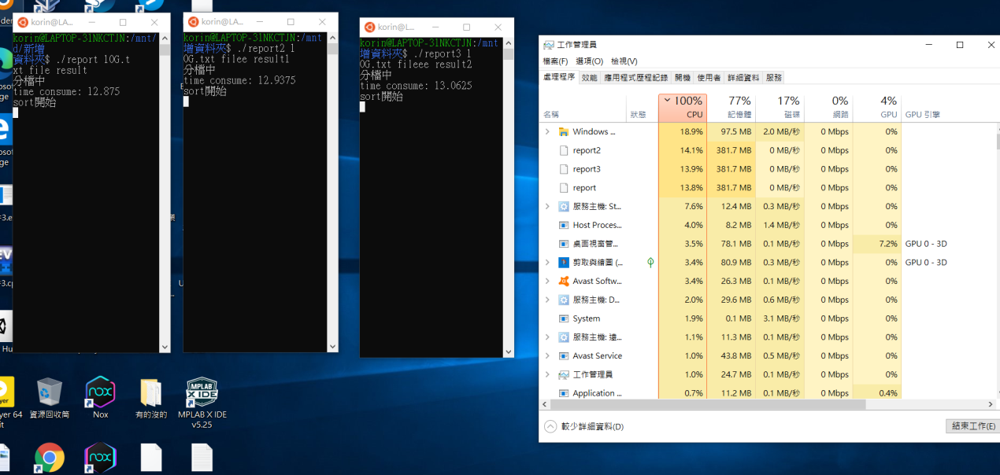 korin@LA...
korin@LAPTOP-31NKCTJN:/mnt/
d/新增
資料夾$ ./report 10G.t
xt file result
分檔中
time consume: 12.875
sort開始
korin@LA...
korin@LAPTOP-31NKCTJN:/mnt
增資料夾$ ./report2 1
0G.txt filee result1
分檔中
time consume: 12.9375
sort開始
korin@L...
korin@LAPTOP-31NKCTJN:/mnt
增資料夾$ ./report3 1
0G.txt fileee result2
分檔中
time consume: 13.0625
sort開始
工作管理員
檔案(F) 選項(O) 檢視(V)
處理程序 效能 應用程式歷程記錄 開機 使用者 詳細資料 服務
100% 77% 17% 0% 4%
名稱 狀態 CPU 記憶體 磁碟 網路 GPU GPU 引擎
Windows ... 18.9% 97.5 MB 2.0 MB/秒 0 Mbps 0%
report2 14.1% 381.7 MB 0 MB/秒 0 Mbps 0%
report3 13.9% 381.7 MB 0 MB/秒 0 Mbps 0%
report 13.8% 381.7 MB 0 MB/秒 0 Mbps 0%
服務主機: St... 7.6% 12.4 MB 0.3 MB/秒 0 Mbps 0%
Host Proces... 4.0% 8.2 MB 1.4 MB/秒 0 Mbps 0%
桌面視窗管... 3.5% 78.1 MB 0.1 MB/秒 0 Mbps 7.2% GPU 0 - 3D
剪取與繪圖 (... 3.4% 80.9 MB 0.3 MB/秒 0 Mbps 0% GPU 0 - 3D
Avast Softw... 3.4% 26.3 MB 0.1 MB/秒 0 Mbps 0%
服務主機: D... 2.0% 29.6 MB 0.6 MB/秒 0 Mbps 0%
System 1.9% 0.1 MB 3.1 MB/秒 0 Mbps 0%
服務主機: 遠... 1.1% 11.3 MB 0.1 MB/秒 0 Mbps 0%
Avast Service 1.0% 43.8 MB 0.5 MB/秒 0 Mbps 0%
工作管理員 1.0% 24.7 MB 0.1 MB/秒 0 Mbps 0%
Application ... 0.7% 11.2 MB 0.1 MB/秒 0 Mbps 0.4%
較少詳細資料(D)
結束工作(E)
資源回收筒
nox
Nox
有的沒的
MPLAB
X IDE
MPLAB X IDE
v5.25
nox